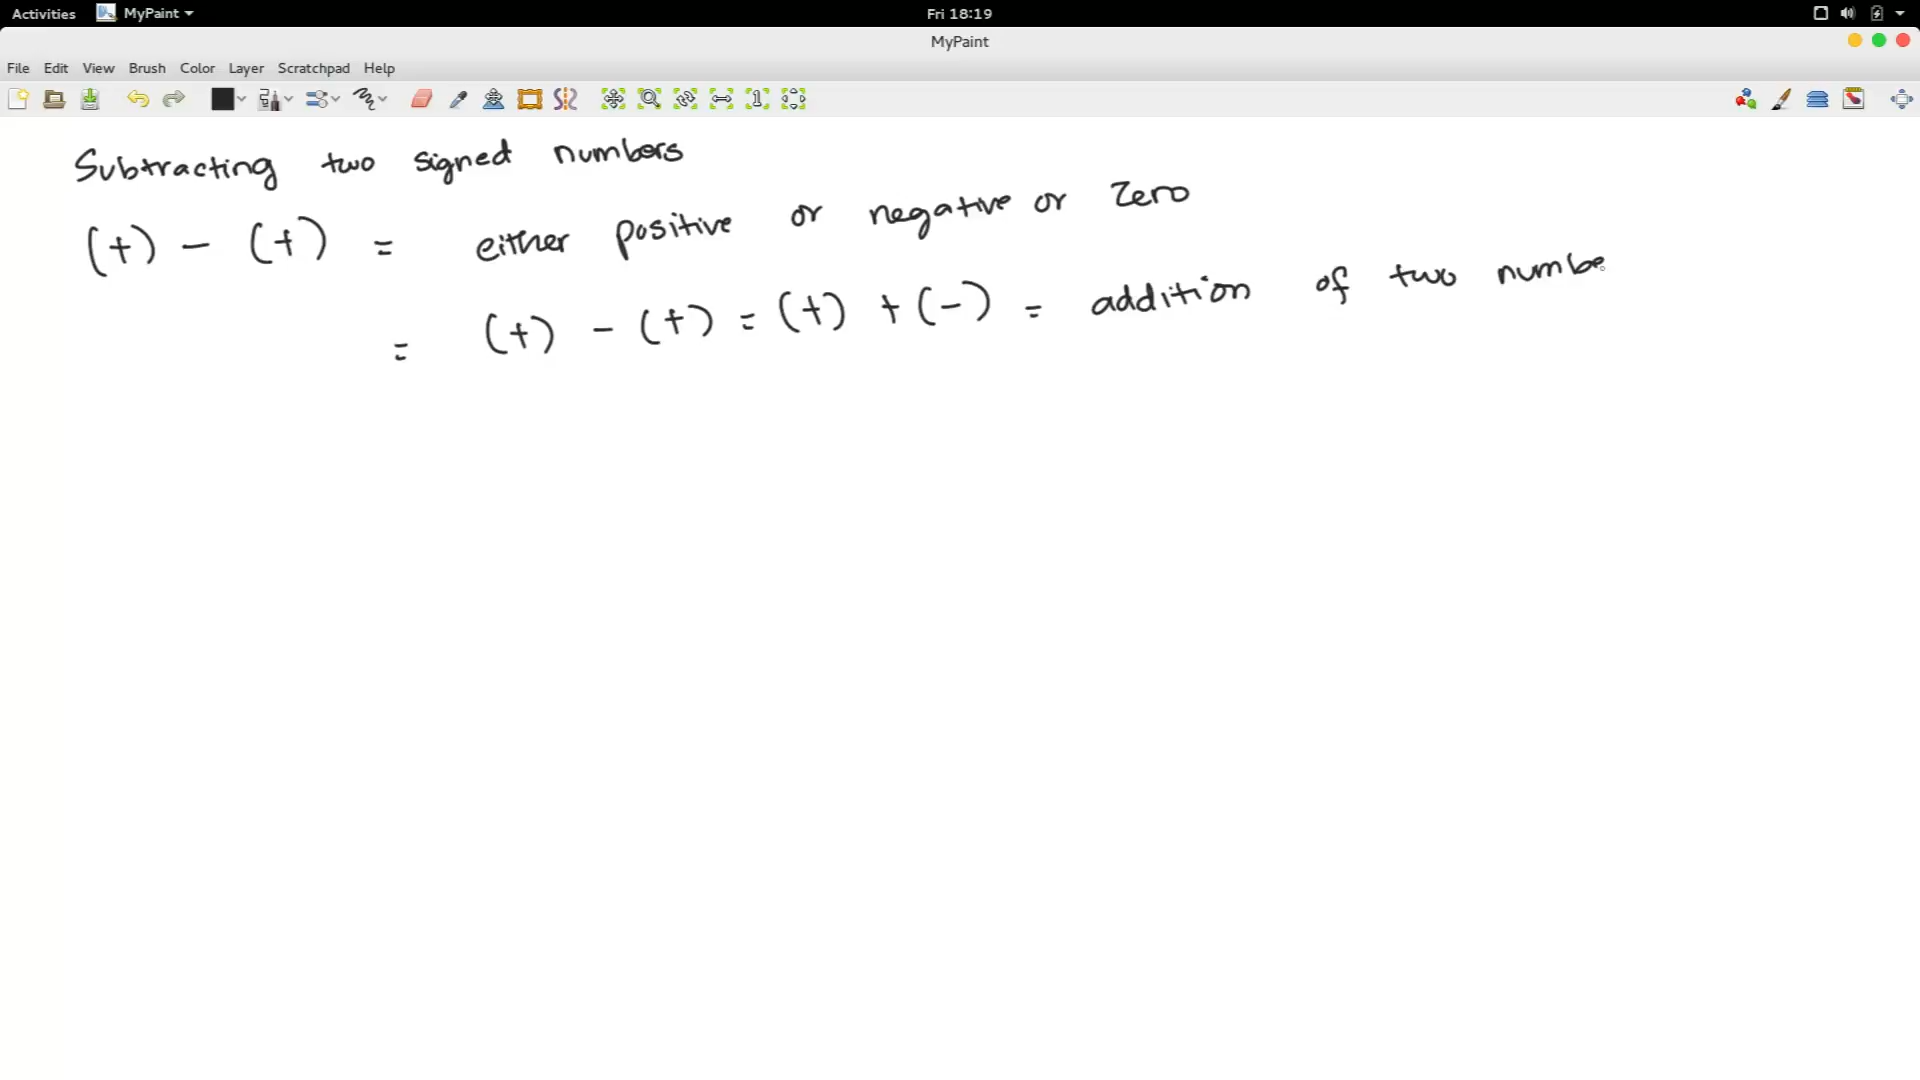 Activities MyPaint Fri 18:19
MyPaint
File Edit View Brush Color Layer Scratchpad Help
Subtracting two signed numbers
(+) - (+) = either positive or negative or zero
= (+) - (+) = (+) + (-) = addition of two numbe